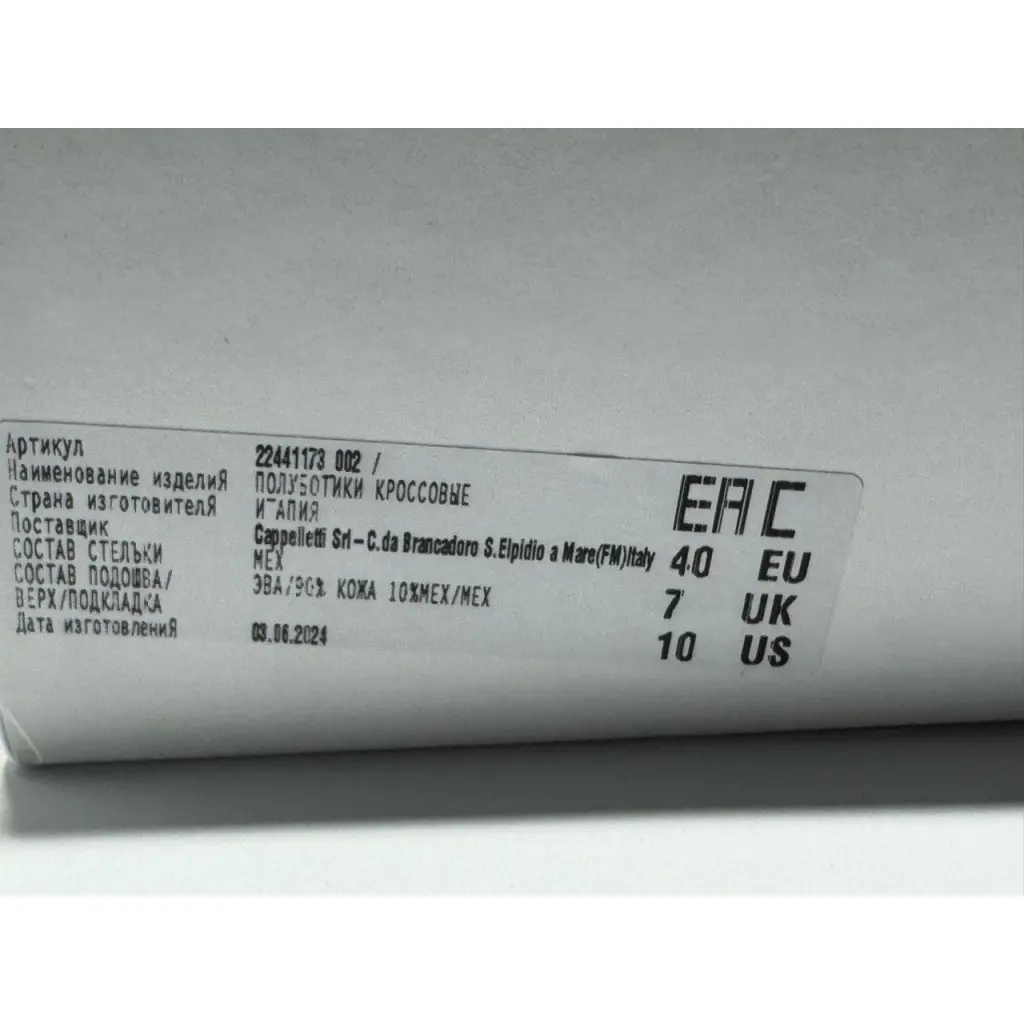 Артикул 22441173 002 /
Наименование изделиЯ ПОЛУБОТИКИ КРОССОВЫЕ
Страна изготовителЯ ИТАПИЯ
Поставщик Cappelletti Srl-C.da Brancadoro S.Elpidio a Mare(FM)Italy
СОСТАВ СТЕЛЪКИ МЕХ
СОСТАВ ПОДОШВА/ ЭВА/90% КОЖА 10%МЕХ/МЕХ
ВЕРХ/ПОДКЛАДКА
Дата изготовлениЯ 03.06.2024
EAC
40 EU
7 UK
10 US